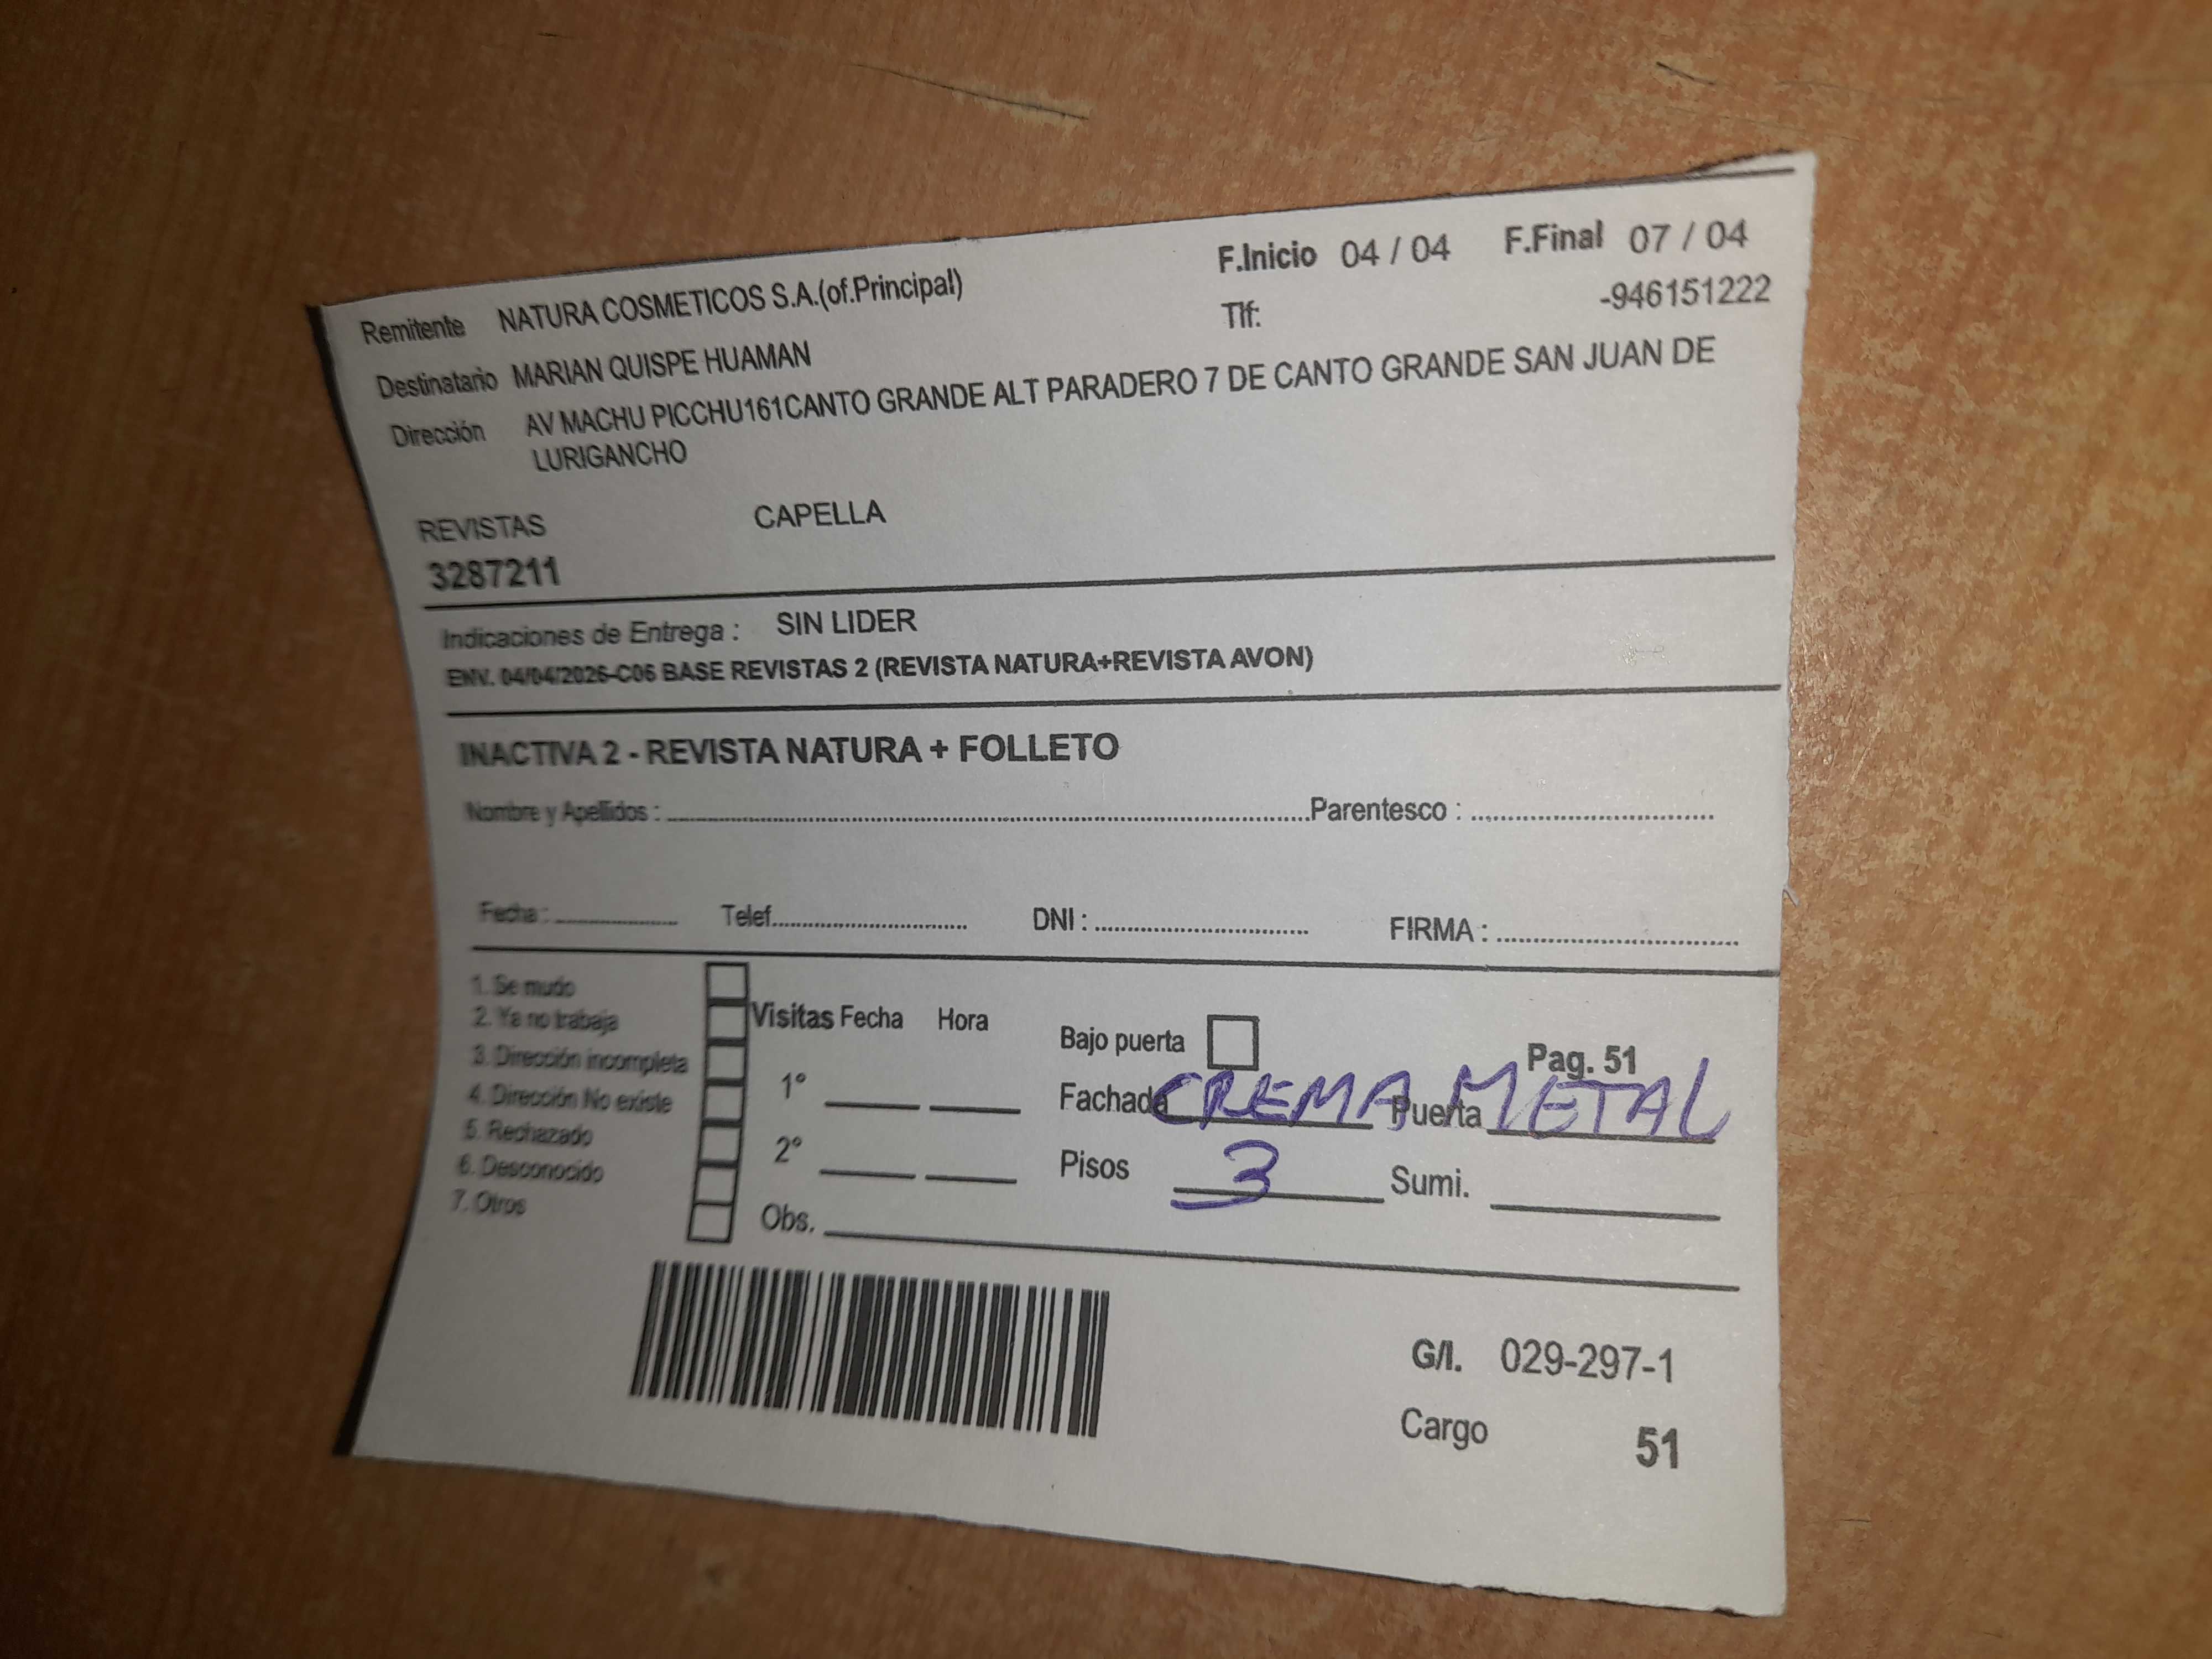 F.Inicio 04 / 04 F.Final 07 / 04
Remitente NATURA COSMETICOS S.A.(of.Principal) Tlf: -946151222
Destinatario MARIAN QUISPE HUAMAN
Dirección AV MACHU PICCHU161CANTO GRANDE ALT PARADERO 7 DE CANTO GRANDE SAN JUAN DE
LURIGANCHO
REVISTAS CAPELLA
3287211
Indicaciones de Entrega : SIN LIDER
ENV. 04/04/2026-C06 BASE REVISTAS 2 (REVISTA NATURA+REVISTA AVON)
INACTIVA 2 - REVISTA NATURA + FOLLETO
Nombre y Apellidos : Parentesco :
Fecha : Telef. DNI : FIRMA :
1. Se mudo
2. Ya no trabaja
3. Dirección incompleta
4. Dirección No existe
5. Rechazado
6. Desconocido
7. Otros
Visitas Fecha Hora
1°
2°
Obs.
Bajo puerta Pag. 51
Fachada CREMA Puerta METAL
Pisos 3 Sumi.
G/I. 029-297-1
Cargo 51